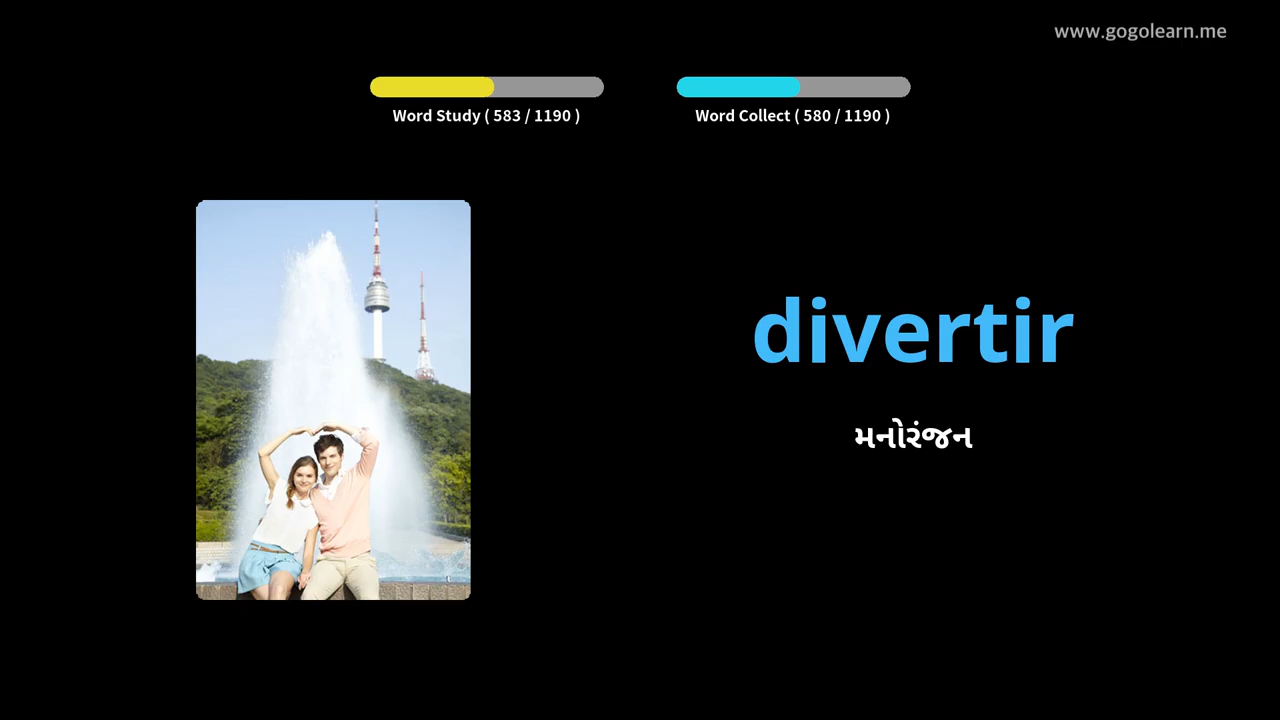 www.gogolearn.me
Word Study ( 583 / 1190 )
Word Collect ( 580 / 1190 )
divertir
મનોરંજન